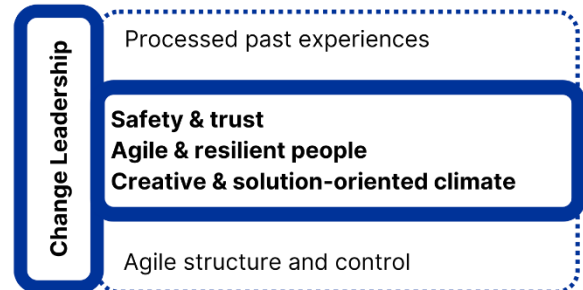 Change Leadership
Processed past experiences
Safety & trust
Agile & resilient people
Creative & solution-oriented climate
Agile structure and control